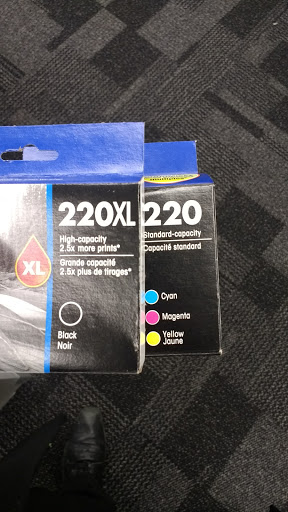 220XL
High-capacity
2.5x more prints*
Grande capacité
2.5x plus de tirages*
XL
Black
Noir
220
Standard-capacity
Capacité standard
Cyan
Magenta
Yellow
Jaune